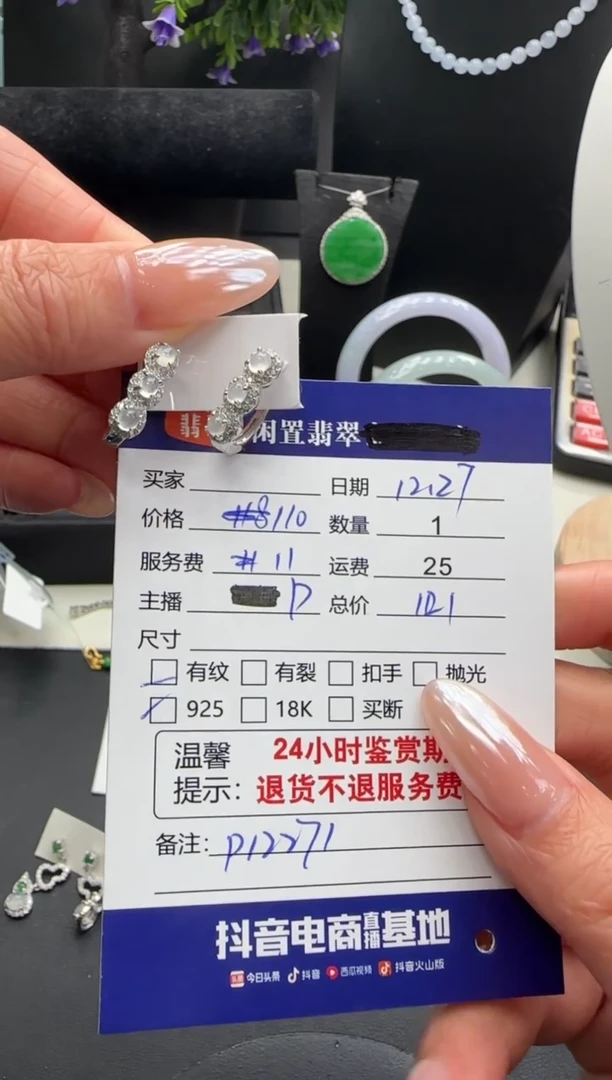 闲置翡翠
买家 日期 12.27
价格 110 数量 1
服务费 # 11 运费 25
主播 P 总价 121
尺寸
有纹 有裂 扣手 抛光
925 18K 买断
温馨 24小时鉴赏期
提示: 退货不退服务费
备注: P12271
抖音电商直播基地
头条 今日头条 抖音 西瓜视频 抖音火山版